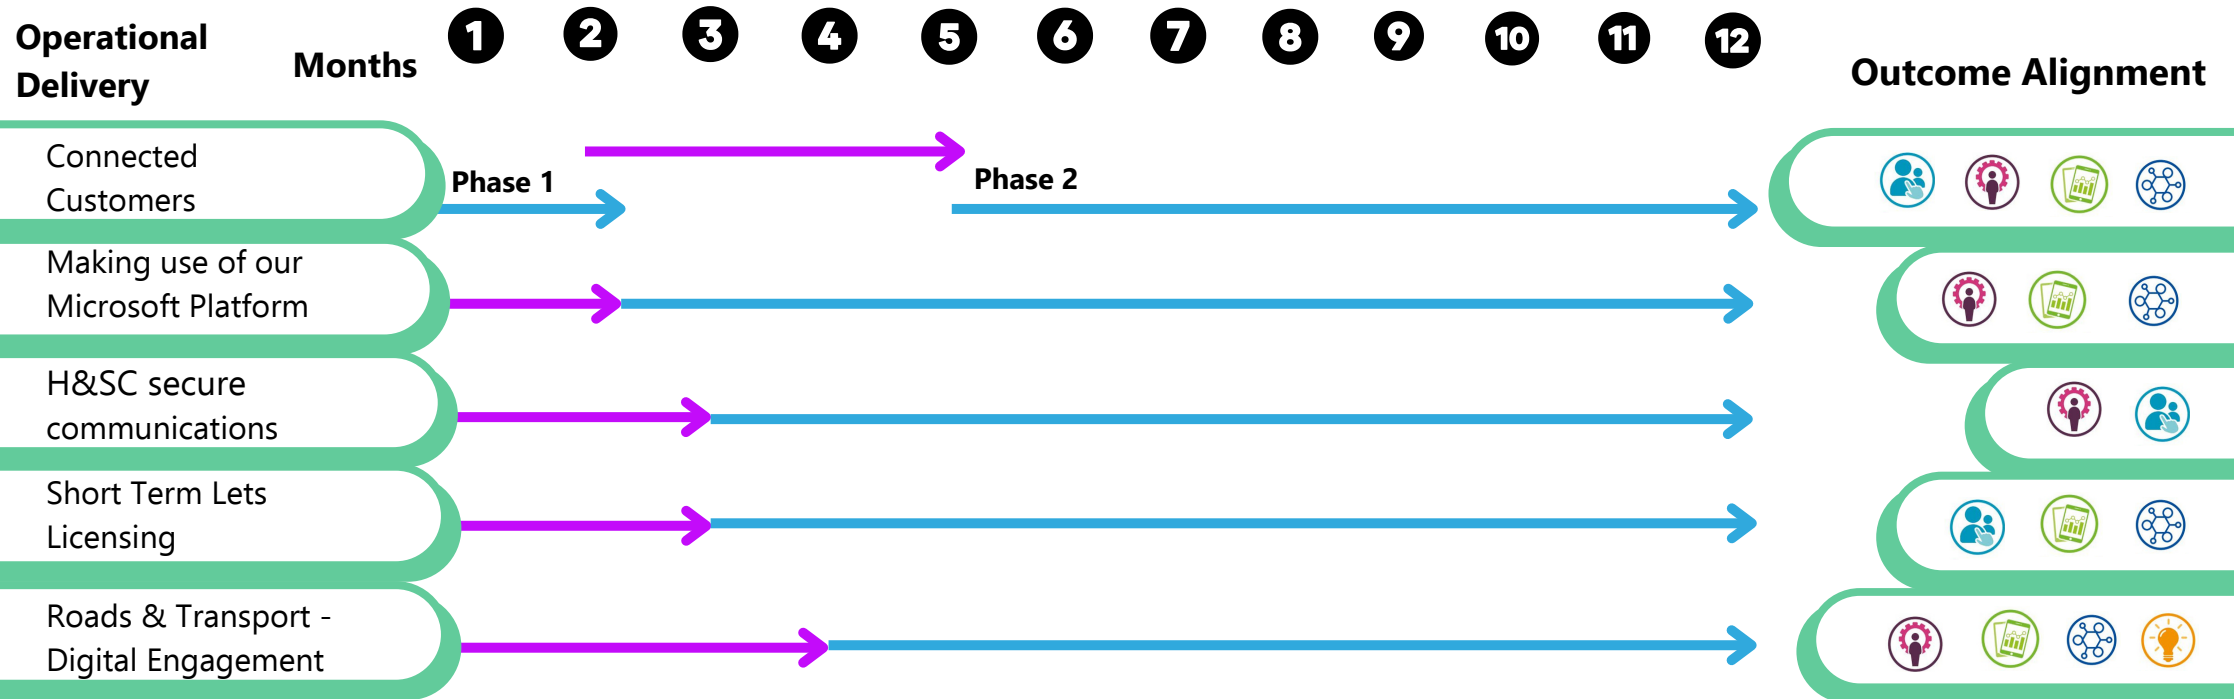 Operational
Delivery
Months
1 2 3 4 5 6 7 8 9 10 11 12
Outcome Alignment
Connected
Customers
Phase 1
Phase 2
Making use of our
Microsoft Platform
H&SC secure
communications
Short Term Lets
Licensing
Roads & Transport -
Digital Engagement